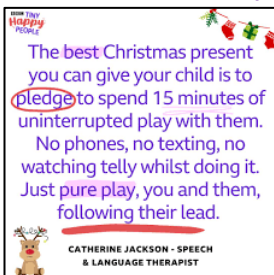 BBC TINY
Happy
PEOPLE
The best Christmas present
you can give your child is to
pledge to spend 15 minutes of
uninterrupted play with them.
No phones, no texting, no
watching telly whilst doing it.
Just pure play, you and them,
following their lead.
CATHERINE JACKSON - SPEECH
& LANGUAGE THERAPIST